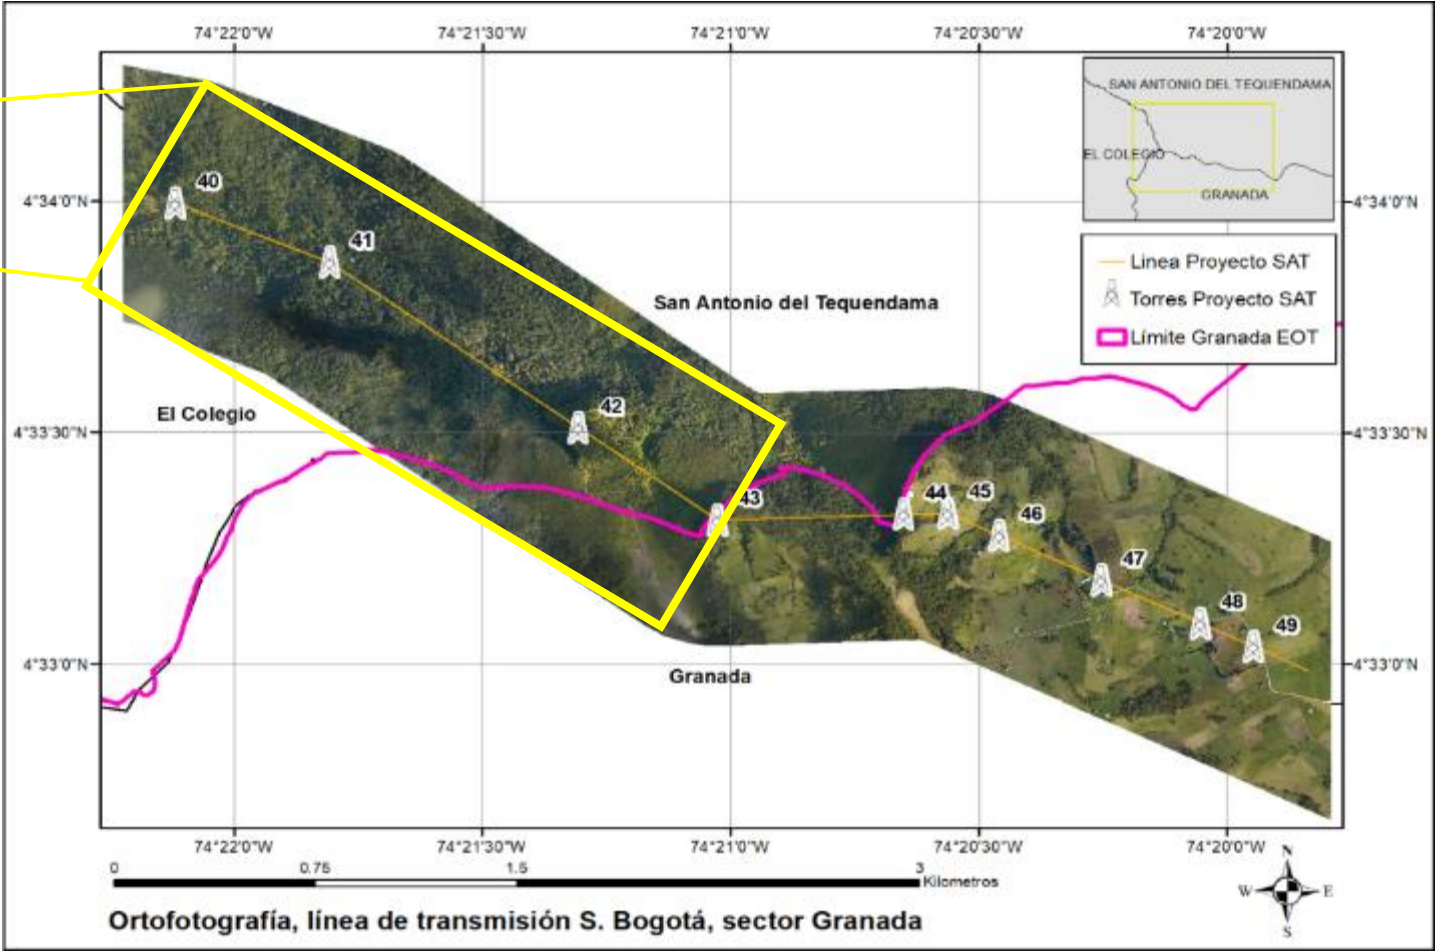 74°22'0"W
74°21'30"W
74°21'0"W
74°20'30"W
74°20'0"W
SAN ANTONIO DEL TEQUENDAMA
EL COLEGIO
GRANADA
4°34'0"N
4°34'0"N
40
41
Linea Proyecto SAT
Torres Proyecto SAT
Límite Granada EOT
San Antonio del Tequendama
El Colegio
42
4°33'30"N
4°33'30"N
43
44
45
46
47
48
49
4°33'0"N
4°33'0"N
Granada
74°22'0"W
74°21'30"W
74°21'0"W
74°20'30"W
74°20'0"W
0
0.75
1.5
3
Kilometros
N
W
E
S
Ortofotografía, línea de transmisión S. Bogotá, sector Granada